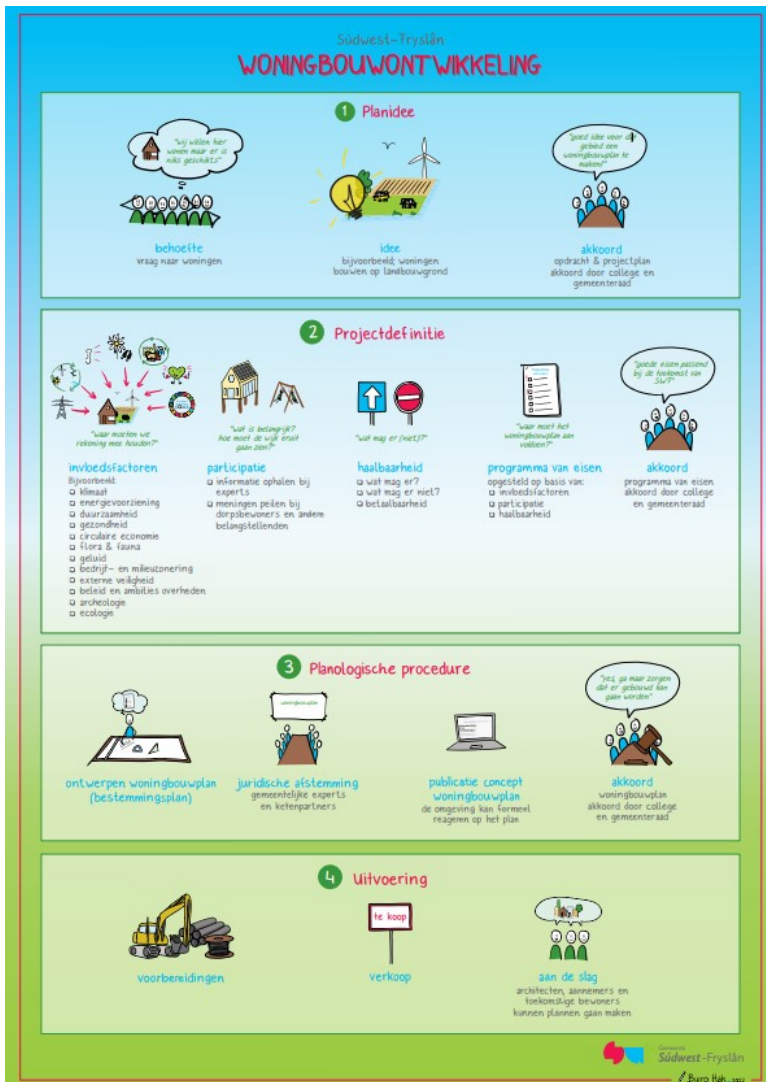 Súdwest-Fryslân
WONINGBOUWONTWIKKELING
1 Planidee
"wij willen hier
wonen maar er is
niks geschikts"
behoefte
vraag naar woningen
idee
bijvoorbeeld; woningen
bouwen op landbouwgrond
"goed idee voor dit
gebied een
woningbouwplan te
maken!"
akkoord
opdracht & projectplan
akkoord door college en
gemeenteraad
2 Projectdefinitie
"waar moeten we
rekening mee houden?"
invloedsfactoren
Bijvoorbeeld:
klimaat
energievoorziening
duurzaamheid
gezondheid
circulaire economie
flora & fauna
geluid
bedrijf- en milieuzonering
externe veiligheid
beleid en ambities overheden
archeologie
ecologie
"wat is belangrijk?
hoe moet de wijk eruit
gaan zien?"
participatie
informatie ophalen bij
experts
meningen peilen bij
dorpsbewoners en andere
belangstellenden
"wat mag er (niet)?"
haalbaarheid
wat mag er?
wat mag er niet?
betaalbaarheid
"waar moet het
woningbouwplan aan
voldoen?"
programma van eisen
opgesteld op basis van:
invloedsfactoren
participatie
haalbaarheid
"goede eisen passend
bij de toekomst van
SWF"
akkoord
programma van eisen
akkoord door college
en gemeenteraad
3 Planologische procedure
ontwerpen woningbouwplan
(bestemmingsplan)
woningbouwplan
juridische afstemming
gemeentelijke experts
en ketenpartners
publicatie concept
woningbouwplan
de omgeving kan formeel
reageren op het plan
"yes, ga maar zorgen
dat er gebouwd kan
gaan worden"
akkoord
woningbouwplan
akkoord door college
en gemeenteraad
4 Uitvoering
voorbereidingen
te koop
verkoop
aan de slag
architecten, aannemers en
toekomstige bewoners
kunnen plannen gaan maken
Gemeente
Súdwest-Fryslân
Buro Hak